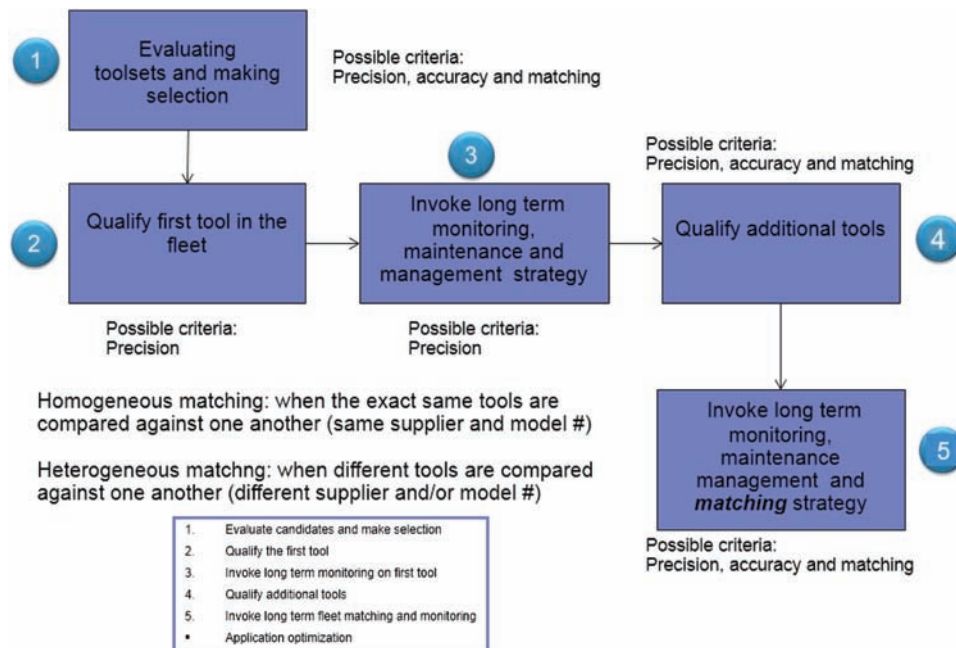 1
Evaluating
toolsets and making
selection
Possible criteria:
Precision, accuracy and matching
2
Qualify first tool in the
fleet
Possible criteria:
Precision
3
Invoke long term
monitoring,
maintenance and
management strategy
Possible criteria:
Precision
Possible criteria:
Precision, accuracy and matching
Qualify additional tools
4
Invoke long term
monitoring,
maintenance
management and
matching strategy
5
Possible criteria:
Precision, accuracy and matching
Homogeneous matching: when the exact same tools are
compared against one another (same supplier and model #)
Heterogeneous matchng: when different tools are compared
against one another (different supplier and/or model #)
1. Evaluate candidates and make selection
2. Qualify the first tool
3. Invoke long term monitoring on first tool
4. Qualify additional tools
5. Invoke long term fleet matching and monitoring
• Application optimization